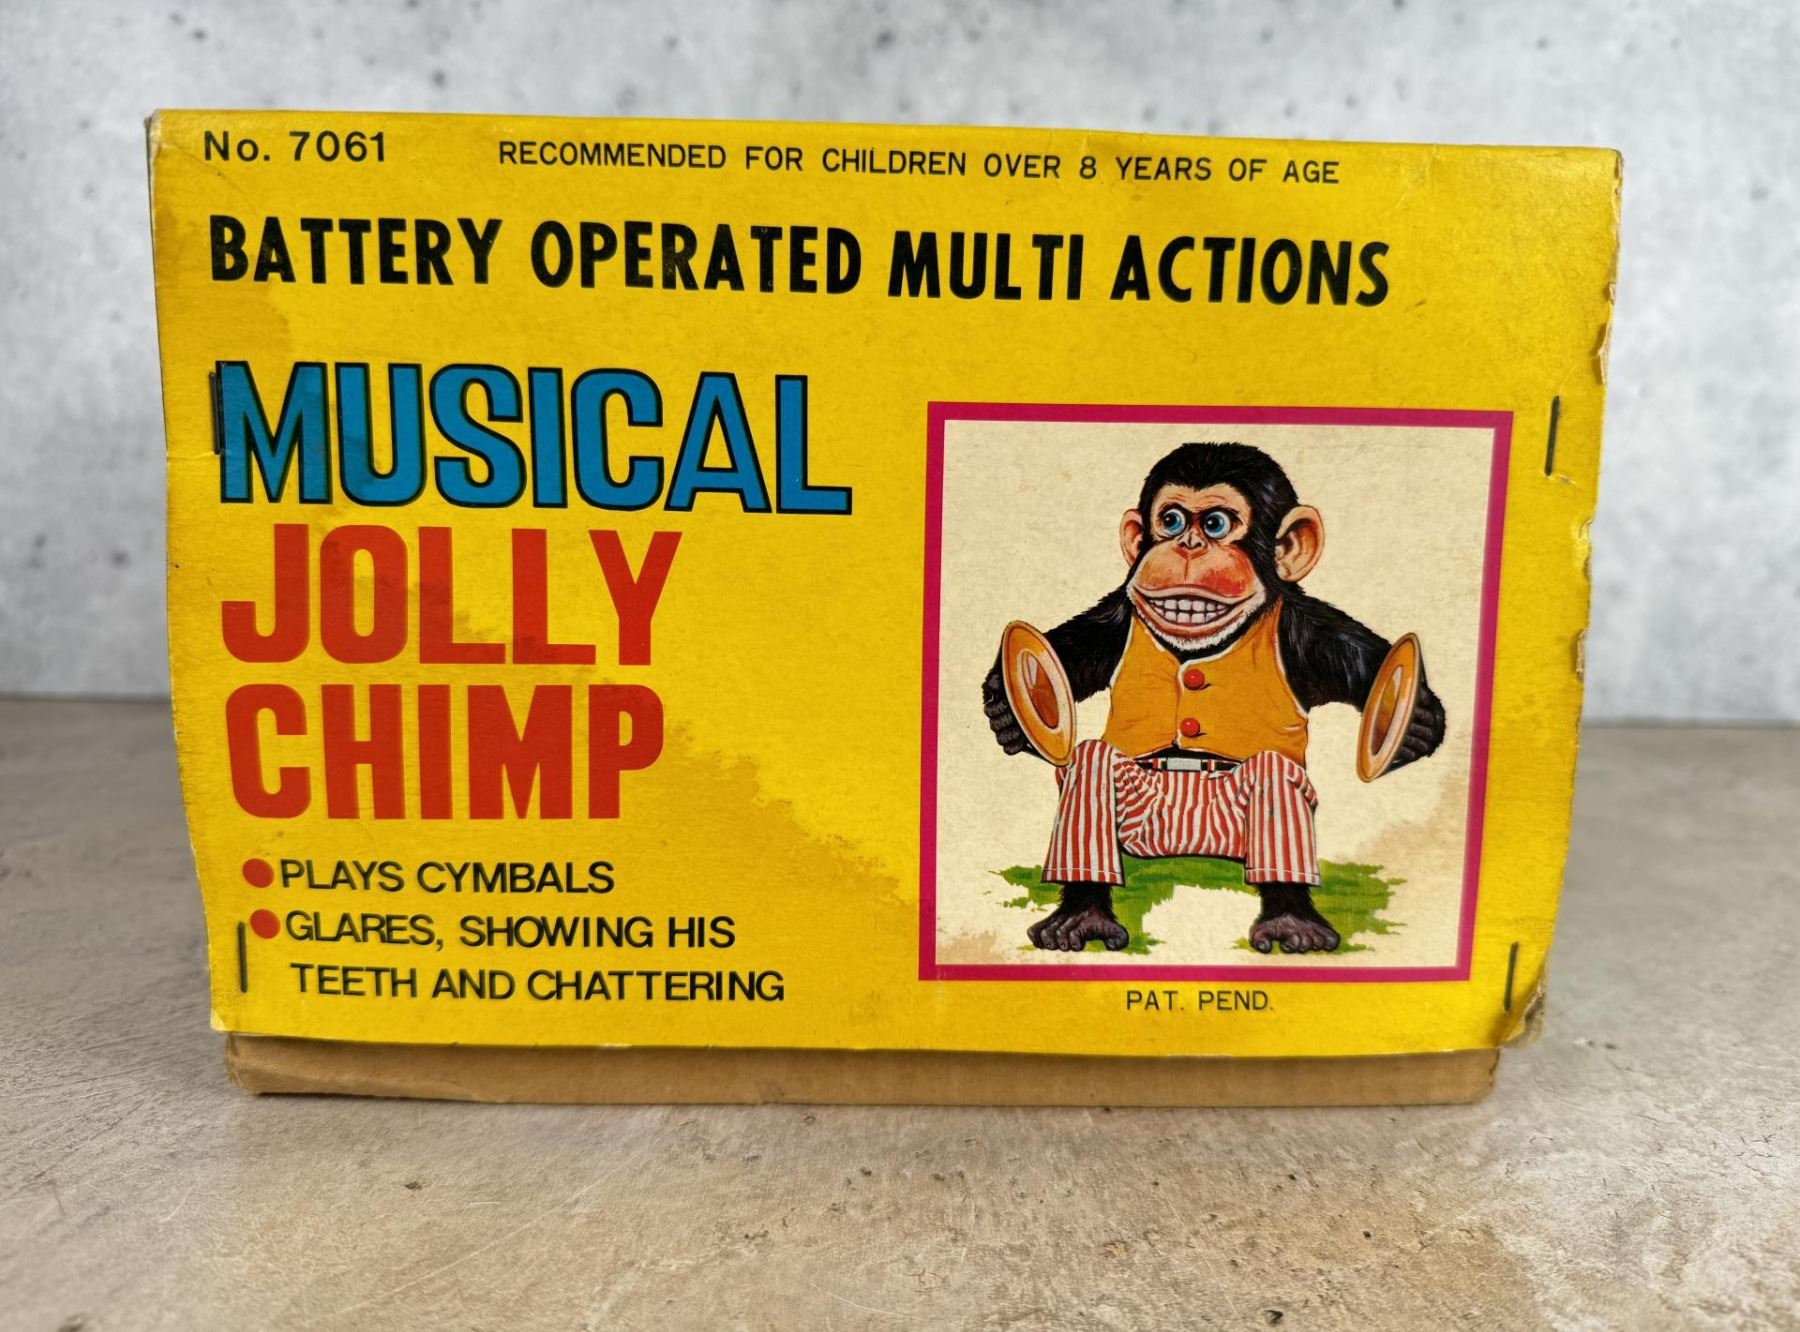 No. 7061 RECOMMENDED FOR CHILDREN OVER 8 YEARS OF AGE
BATTERY OPERATED MULTI ACTIONS
MUSICAL
JOLLY
CHIMP
● PLAYS CYMBALS
● GLARES, SHOWING HIS
TEETH AND CHATTERING
PAT. PEND.